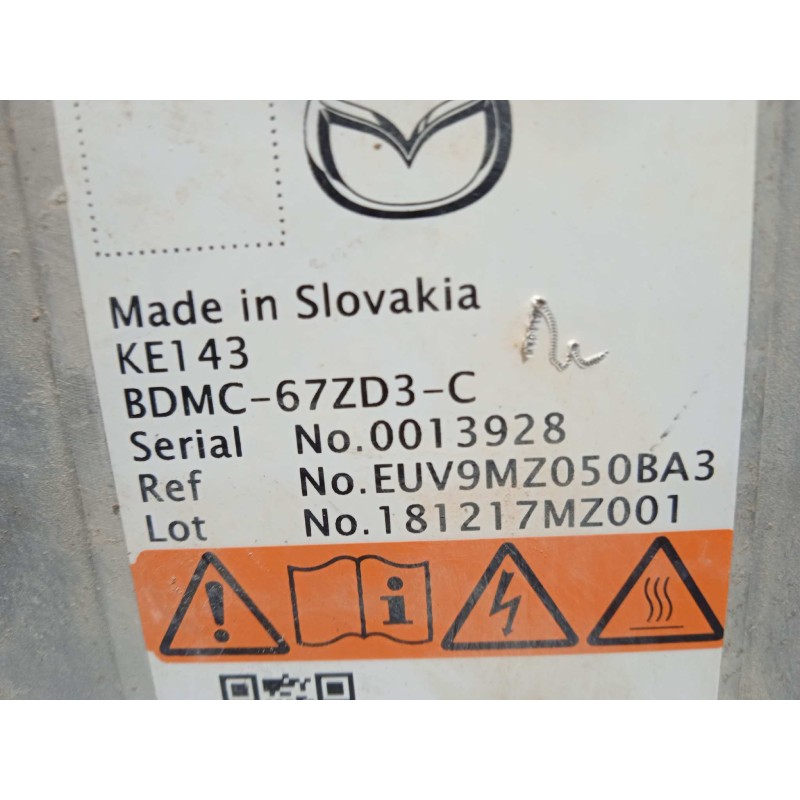 Made in Slovakia
KE143
BDMC-67ZD3-C
Serial No.0013928
Ref No.EUV9MZ050BA3
Lot No.181217MZ001